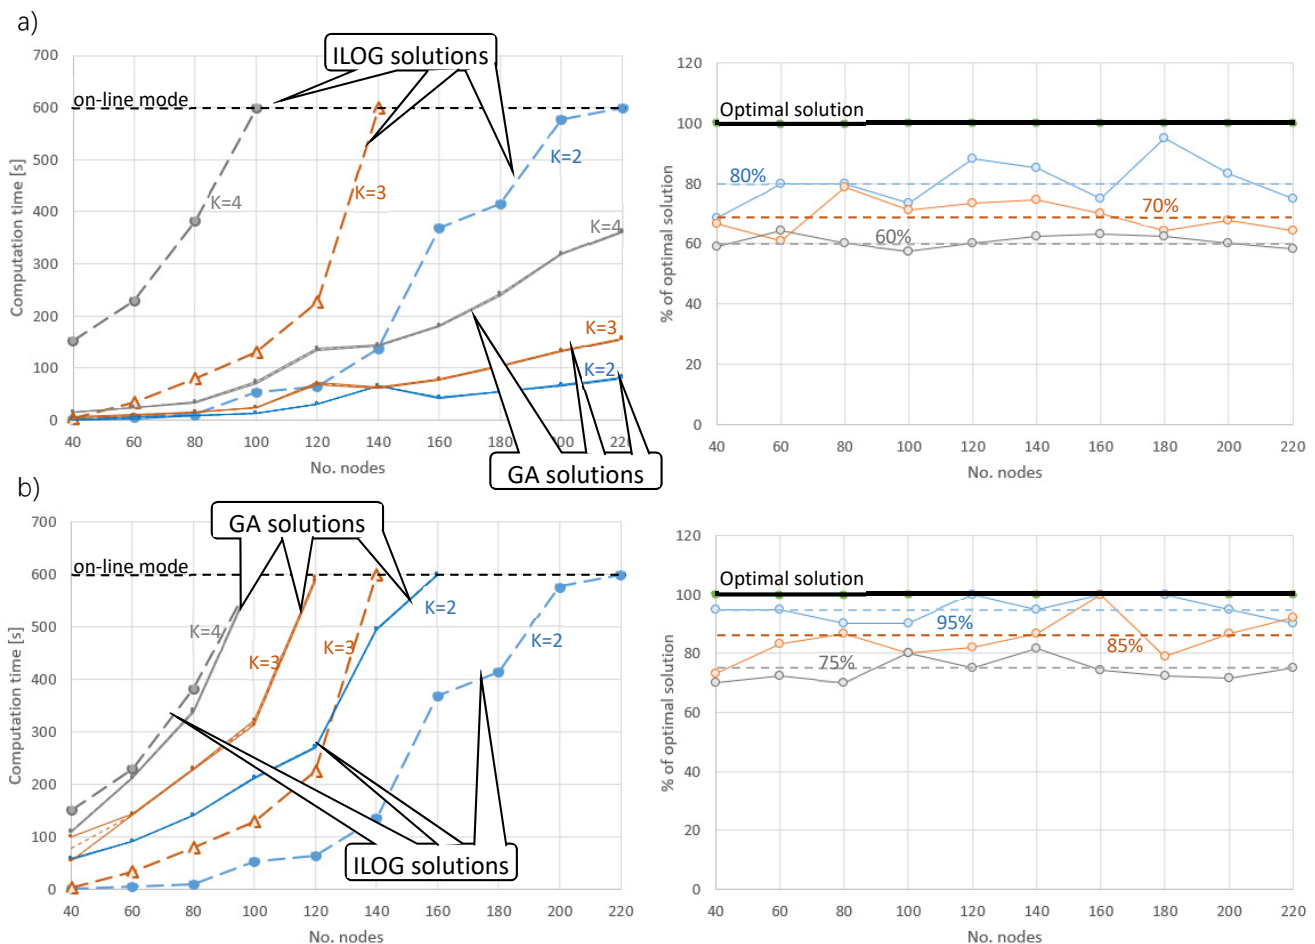 a)
ILOG solutions
700
600
500
400
300
200
100
0
Computation time [s]
on-line mode
K=4
K=3
K=2
K=4
K=3
K=2
40 60 80 100 120 140 160 180 200 220
No. nodes
GA solutions
120
100
80
60
40
20
0
% of optimal solution
Optimal solution
80%
70%
60%
40 60 80 100 120 140 160 180 200 220
No. nodes
b)
GA solutions
700
600
500
400
300
200
100
0
Computation time [s]
on-line mode
K=4
K=3
K=3
K=2
K=2
ILOG solutions
40 60 80 100 120 140 160 180 200 220
No. nodes
120
100
80
60
40
20
0
% of optimal solution
Optimal solution
95%
85%
75%
40 60 80 100 120 140 160 180 200 220
No. nodes